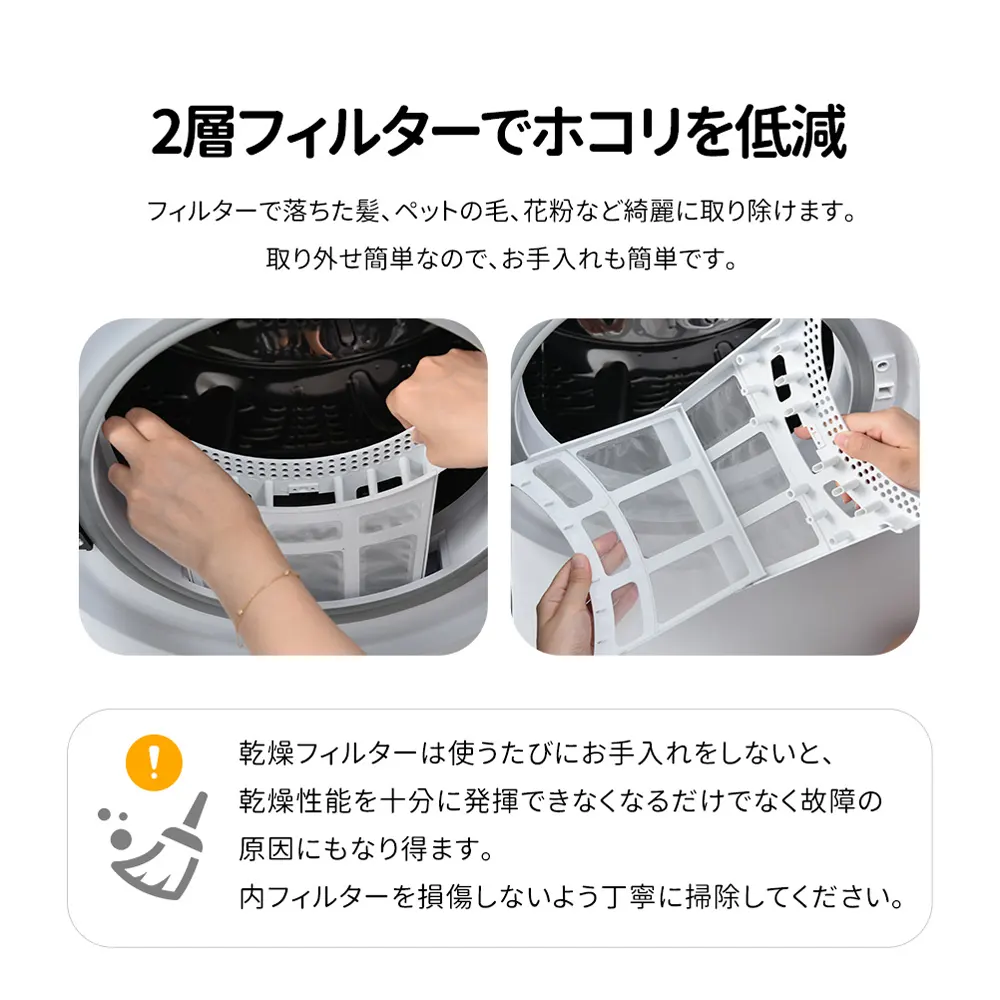 2層フィルターでホコリを低減
フィルターで落ちた髪、ペットの毛、花粉など綺麗に取り除けます。
取り外せ簡単なので、お手入れも簡単です。
乾燥フィルターは使うたびにお手入れをしないと、
乾燥性能を十分に発揮できなくなるだけでなく故障の
原因にもなり得ます。
内フィルターを損傷しないよう丁寧に掃除してください。